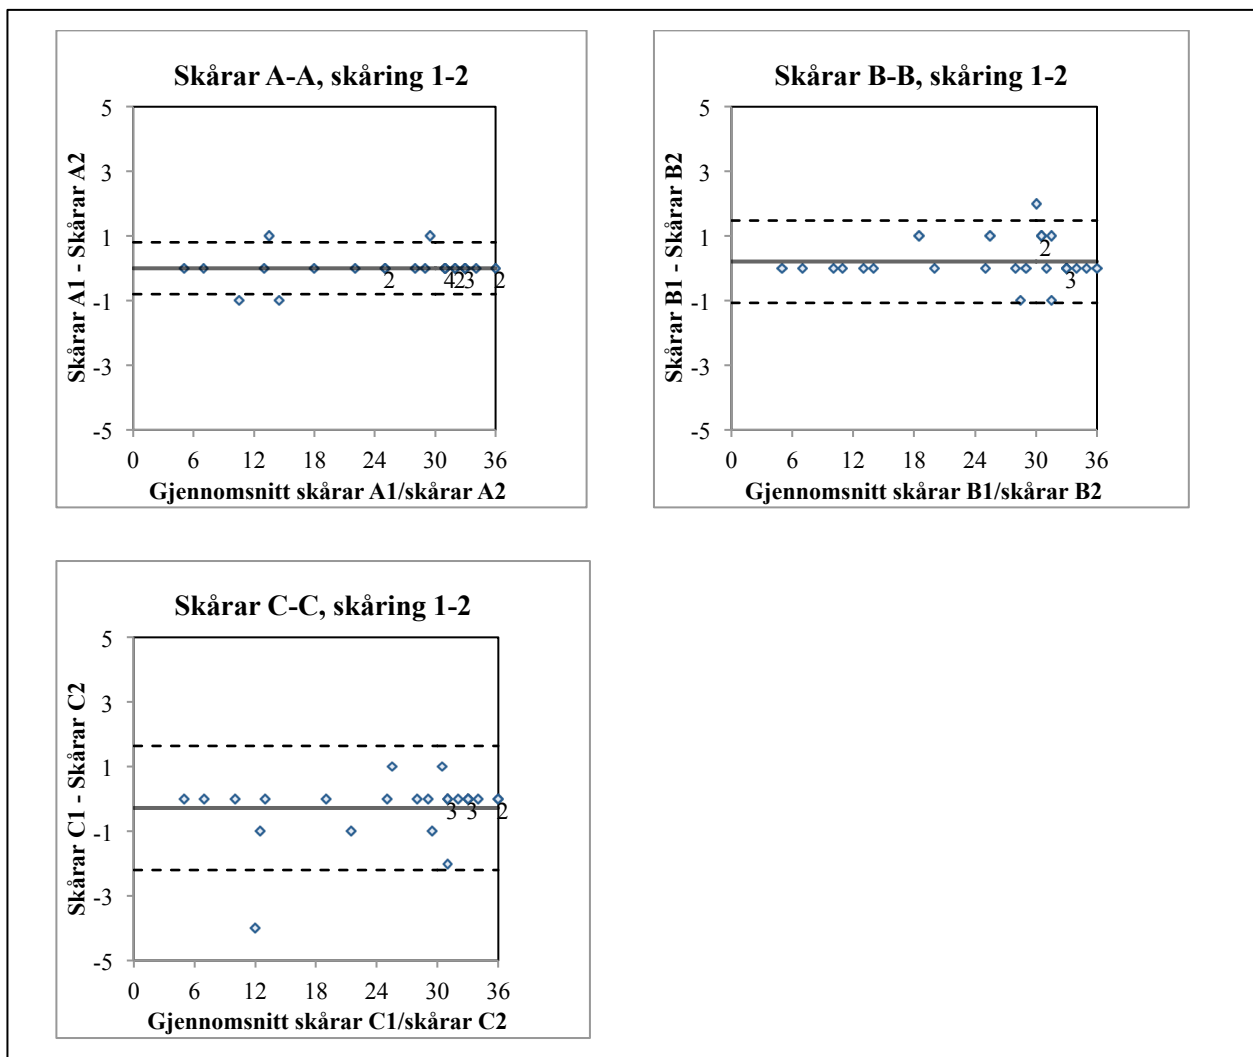 Skårar A-A, skåring 1-2
Skårar A1 - Skårar A2
5
3
1
-1
-3
-5
2
4
2
3
2
0 6 12 18 24 30 36
Gjennomsnitt skårar A1/skårar A2
Skårar B-B, skåring 1-2
Skårar B1 - Skårar B2
5
3
1
-1
-3
-5
2
3
0 6 12 18 24 30 36
Gjennomsnitt skårar B1/skårar B2
Skårar C-C, skåring 1-2
Skårar C1 - Skårar C2
5
3
1
-1
-3
-5
3
3
2
0 6 12 18 24 30 36
Gjennomsnitt skårar C1/skårar C2